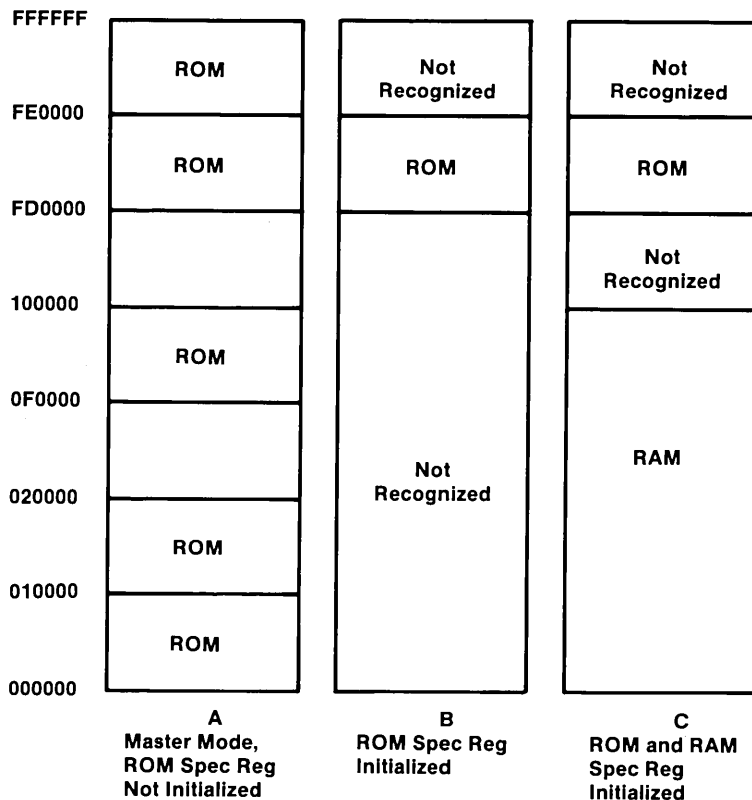 FFFFFF
ROM
Not
Recognized
Not
Recognized
FE0000
ROM
ROM
ROM
FD0000
Not
Recognized
100000
ROM
0F0000
Not
Recognized
RAM
020000
ROM
010000
ROM
000000
A
Master Mode,
ROM Spec Reg
Not Initialized
B
ROM Spec Reg
Initialized
C
ROM and RAM
Spec Reg
Initialized